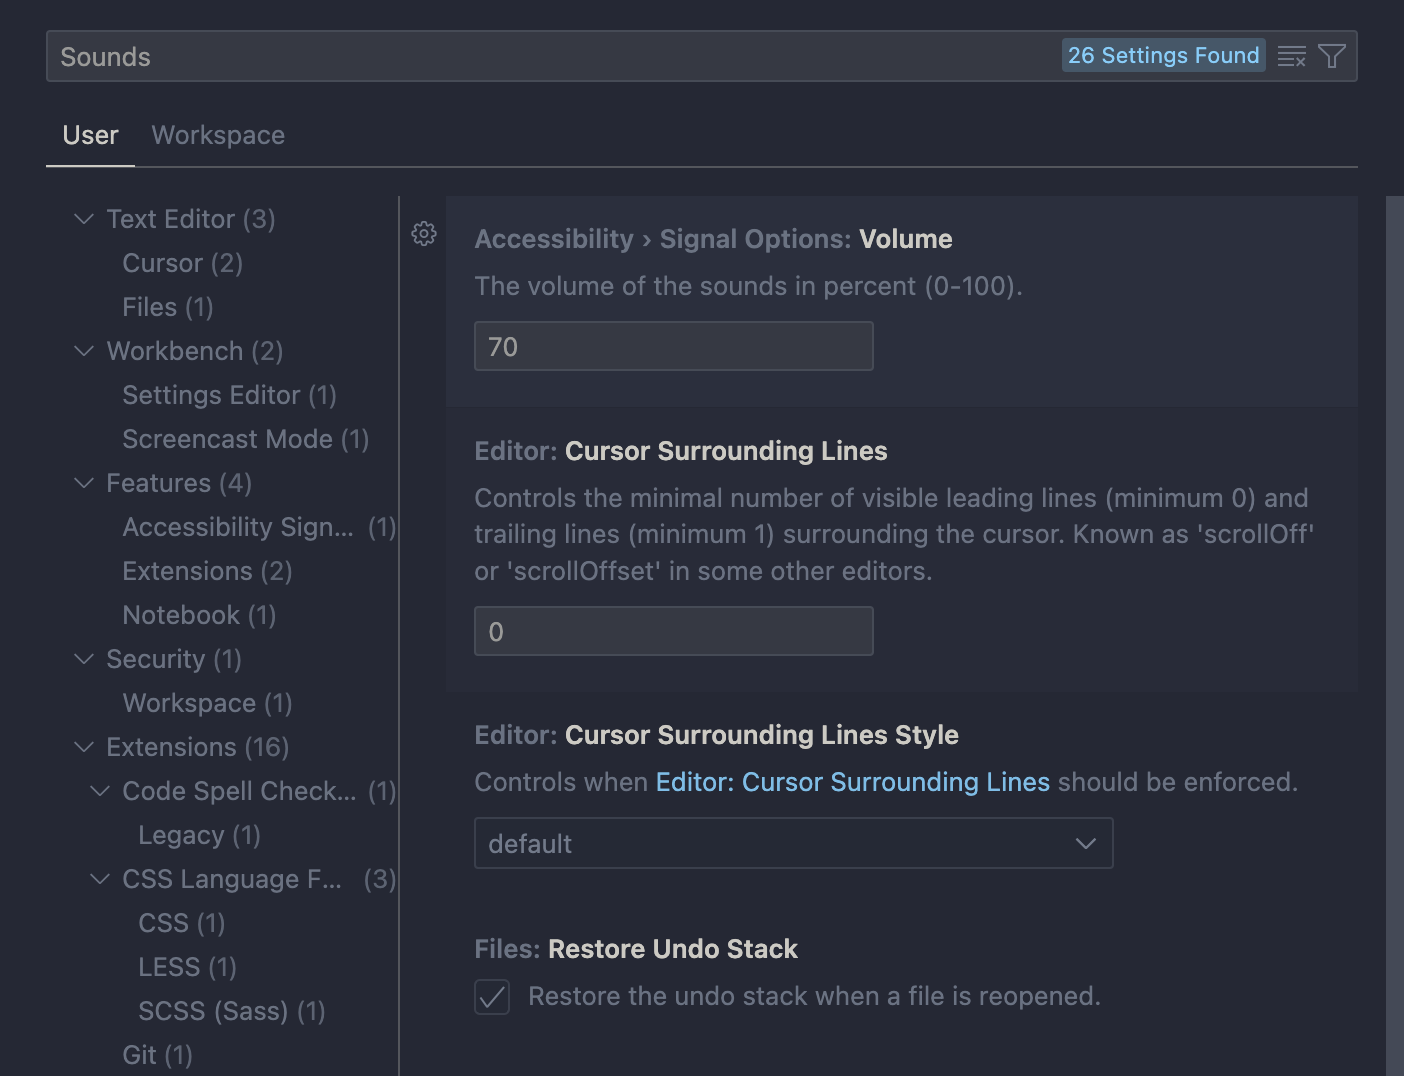 Sounds
26 Settings Found
User
Workspace
Text Editor (3)
Cursor (2)
Files (1)
Workbench (2)
Settings Editor (1)
Screencast Mode (1)
Features (4)
Accessibility Sign... (1)
Extensions (2)
Notebook (1)
Security (1)
Workspace (1)
Extensions (16)
Code Spell Check... (1)
Legacy (1)
CSS Language F... (3)
CSS (1)
LESS (1)
SCSS (Sass) (1)
Git (1)
Accessibility › Signal Options: Volume
The volume of the sounds in percent (0-100).
70
Editor: Cursor Surrounding Lines
Controls the minimal number of visible leading lines (minimum 0) and
trailing lines (minimum 1) surrounding the cursor. Known as 'scrollOff'
or 'scrollOffset' in some other editors.
0
Editor: Cursor Surrounding Lines Style
Controls when Editor: Cursor Surrounding Lines should be enforced.
default
Files: Restore Undo Stack
Restore the undo stack when a file is reopened.